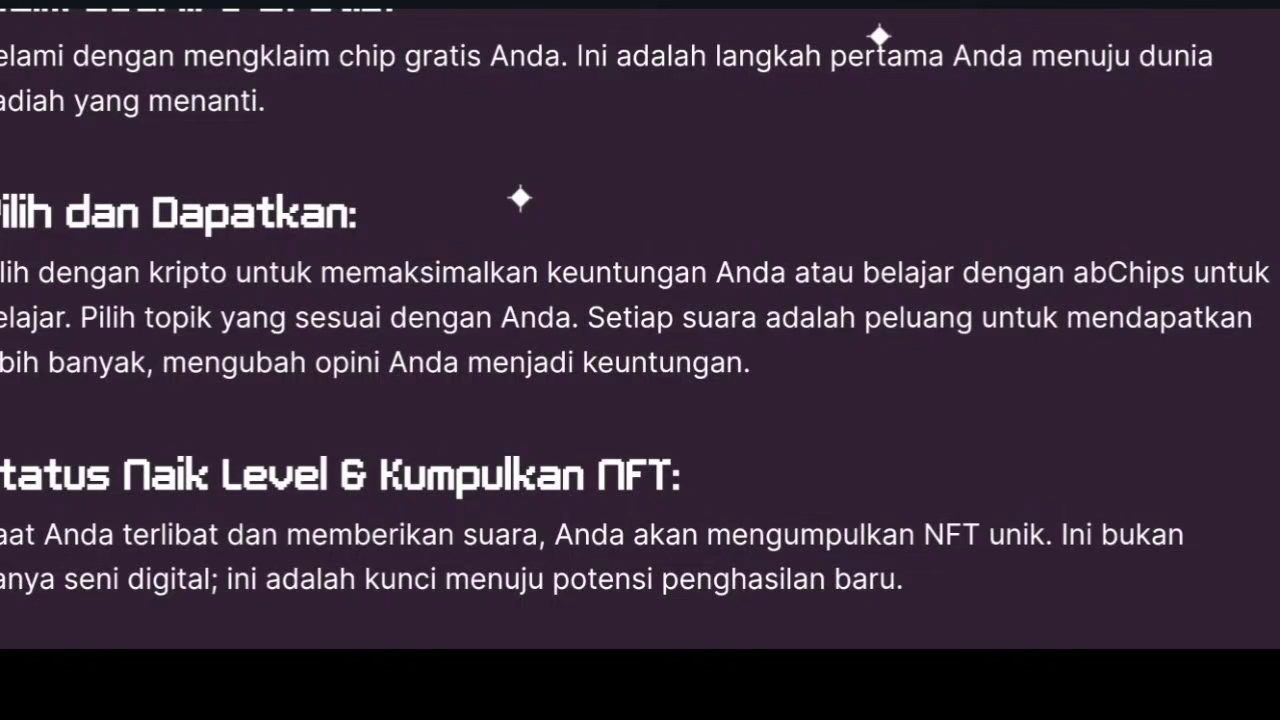 elami dengan mengklaim chip gratis Anda. Ini adalah langkah pertama Anda menuju dunia
adiah yang menanti.
ilih dan Dapatkan:
lih dengan kripto untuk memaksimalkan keuntungan Anda atau belajar dengan abChips untuk
elajar. Pilih topik yang sesuai dengan Anda. Setiap suara adalah peluang untuk mendapatkan
bih banyak, mengubah opini Anda menjadi keuntungan.
tatus Naik Level & Kumpulkan NFT:
aat Anda terlibat dan memberikan suara, Anda akan mengumpulkan NFT unik. Ini bukan
anya seni digital; ini adalah kunci menuju potensi penghasilan baru.